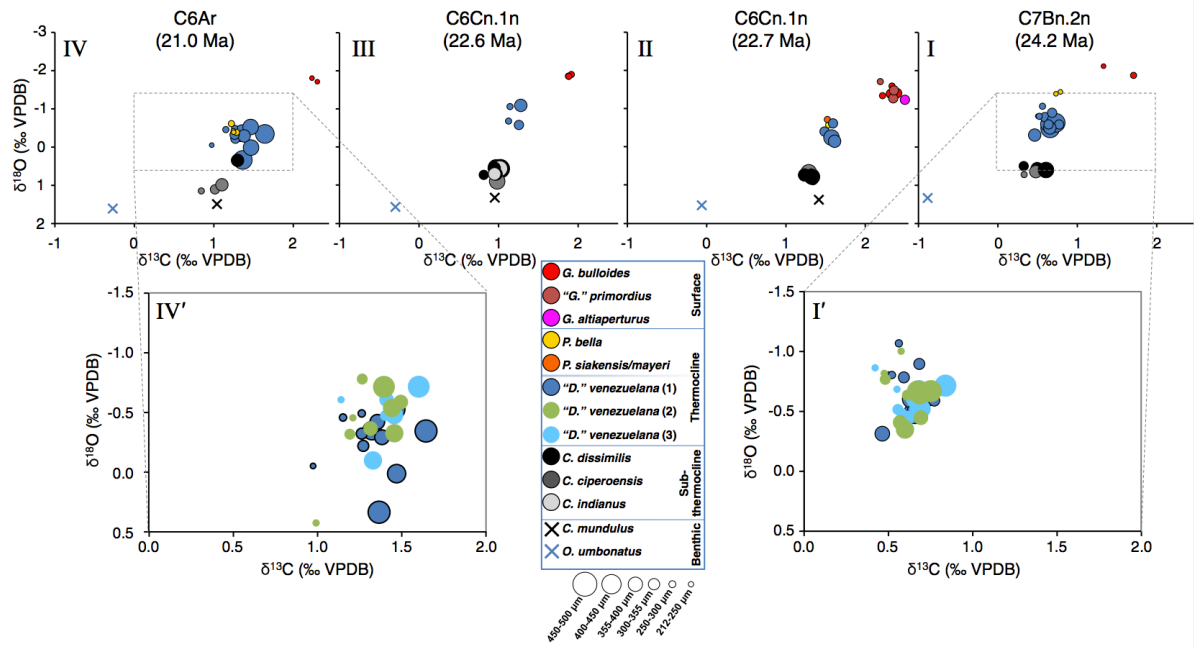 C6Ar
(21.0 Ma)
C6Cn.1n
(22.6 Ma)
C6Cn.1n
(22.7 Ma)
C7Bn.2n
(24.2 Ma)
IV
III
II
I
-3
-2
-1
0
1
2
δ18O (‰ VPDB)
-1 0 1 2
-1 0 1 2
-1 0 1 2
-1 0 1 2
δ13C (‰ VPDB)
δ13C (‰ VPDB)
δ13C (‰ VPDB)
δ13C (‰ VPDB)
IV′
-1.5
-1.0
-0.5
0.0
0.5
δ18O (‰ VPDB)
0.0 0.5 1.0 1.5 2.0
δ13C (‰ VPDB)
G. bulloides
"G." primordius
G. altiaperturus
Surface
P. bella
P. siakensis/mayeri
"D." venezuelana (1)
"D." venezuelana (2)
"D." venezuelana (3)
Thermocline
C. dissimilis
C. ciperoensis
C. indianus
Sub-
thermocline
C. mundulus
O. umbonatus
Benthic
450-500 µm
400-450 µm
355-400 µm
300-355 µm
250-300 µm
212-250 µm
I′
-1.5
-1.0
-0.5
0.0
0.5
δ18O (‰ VPDB)
0.0 0.5 1.0 1.5 2.0
δ13C (‰ VPDB)